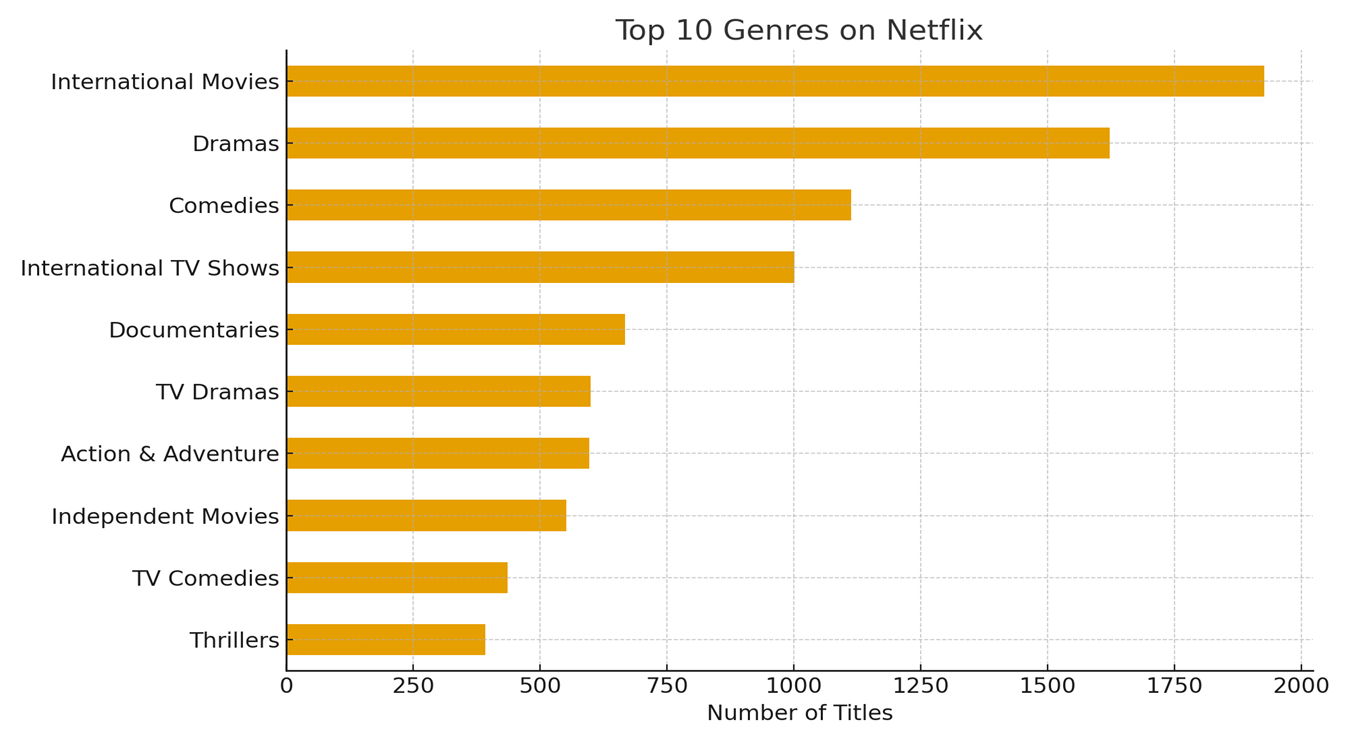 Top 10 Genres on Netflix
International Movies
Dramas
Comedies
International TV Shows
Documentaries
TV Dramas
Action & Adventure
Independent Movies
TV Comedies
Thrillers
0 250 500 750 1000 1250 1500 1750 2000
Number of Titles